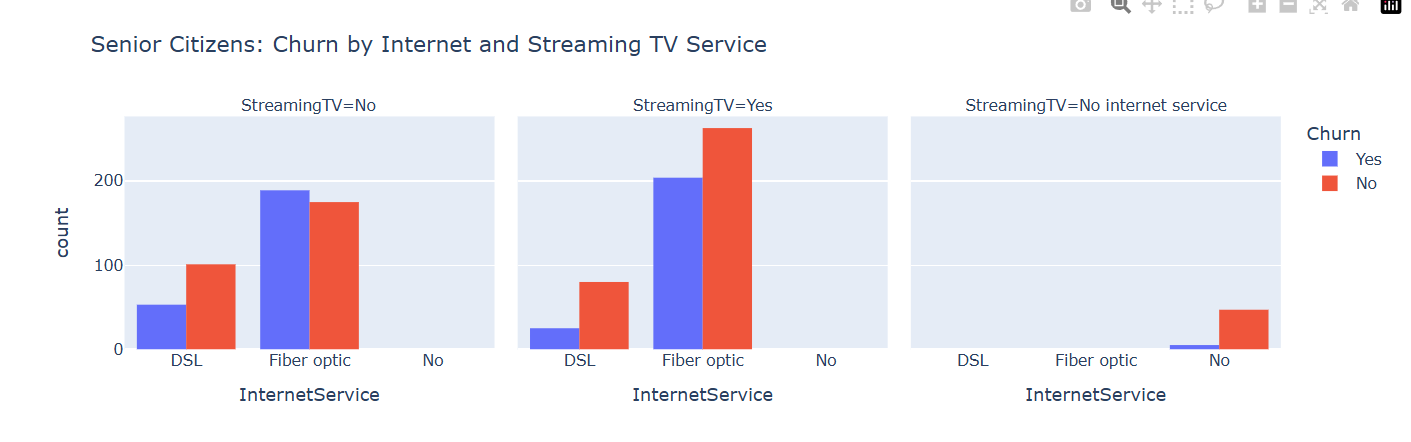 Senior Citizens: Churn by Internet and Streaming TV Service
StreamingTV=No
StreamingTV=Yes
StreamingTV=No internet service
Churn
Yes
No
200
100
0
count
DSL Fiber optic No
DSL Fiber optic No
DSL Fiber optic No
InternetService
InternetService
InternetService